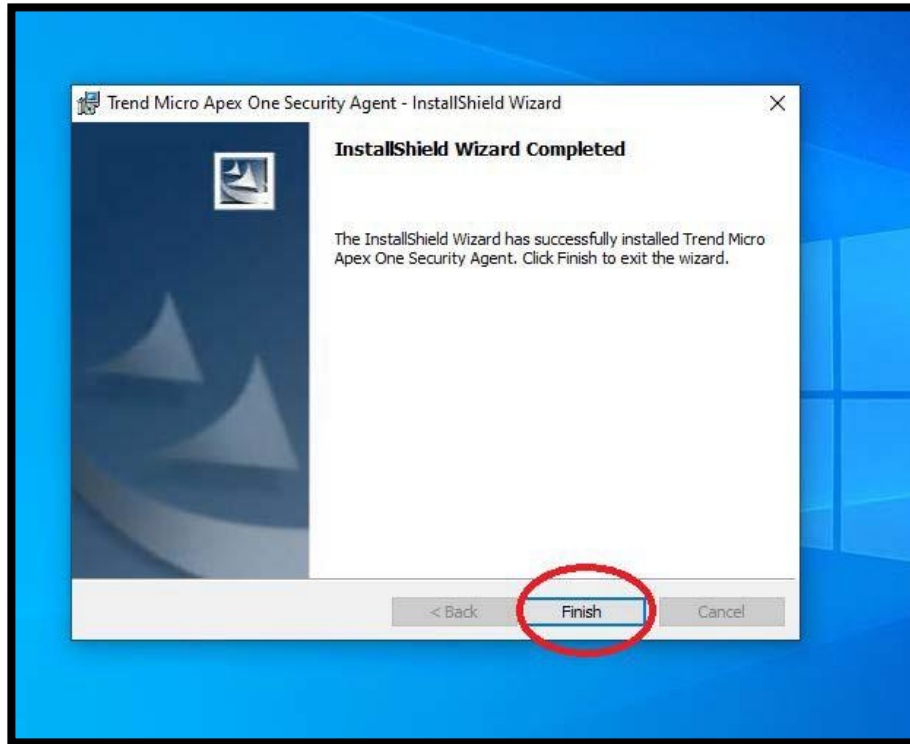 Trend Micro Apex One Security Agent - InstallShield Wizard
InstallShield Wizard Completed
The InstallShield Wizard has successfully installed Trend Micro
Apex One Security Agent. Click Finish to exit the wizard.
< Back Finish Cancel